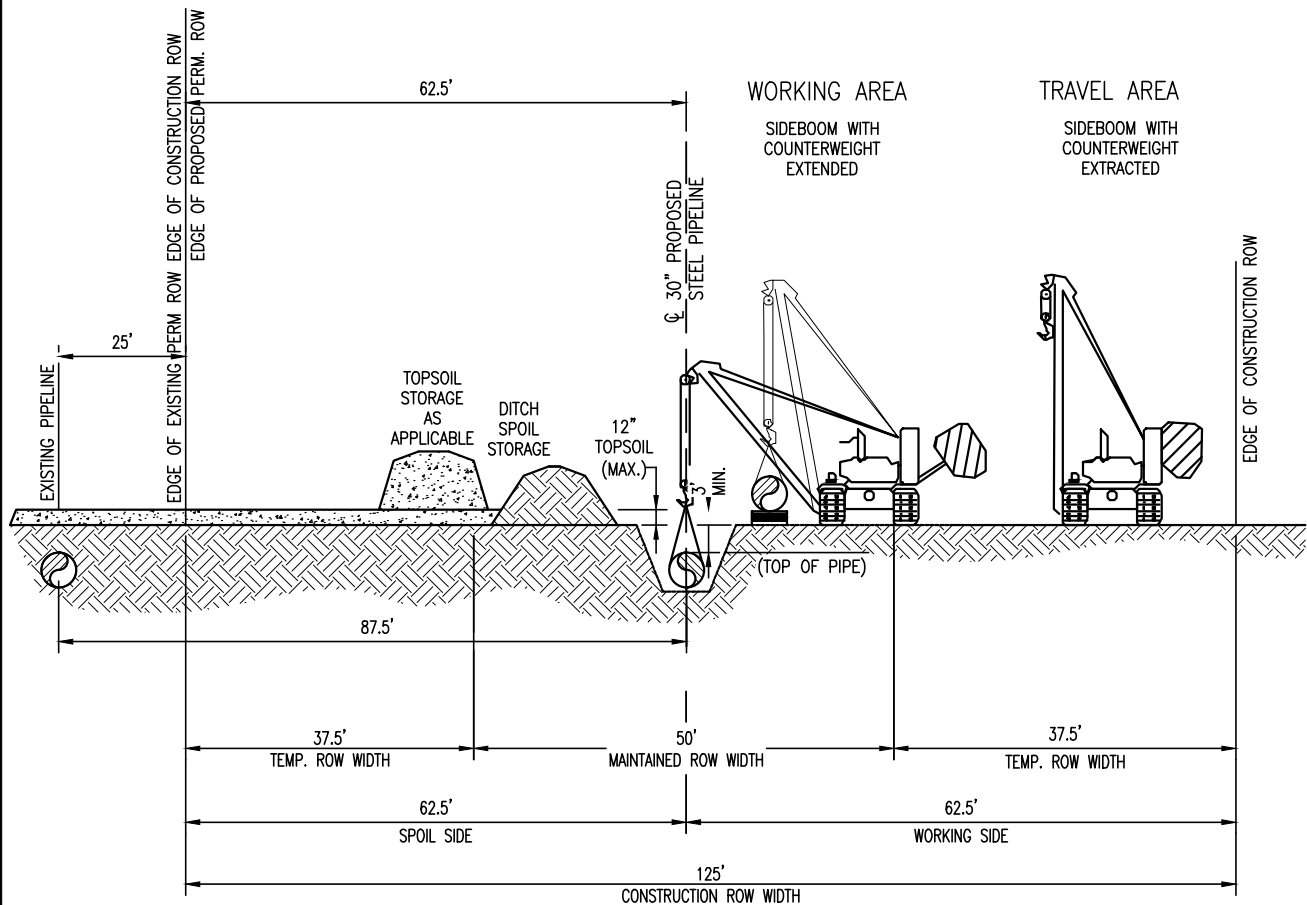 EDGE OF EXISTING PERM ROW
EDGE OF CONSTRUCTION ROW
EDGE OF PROPOSED PERM. ROW
62.5'
WORKING AREA
SIDEBOOM WITH
COUNTERWEIGHT
EXTENDED
TRAVEL AREA
SIDEBOOM WITH
COUNTERWEIGHT
EXTRACTED
℄ 30" PROPOSED
STEEL PIPELINE
EDGE OF CONSTRUCTION ROW
25'
EXISTING PIPELINE
TOPSOIL
STORAGE
AS
APPLICABLE
DITCH
SPOIL
STORAGE
12"
TOPSOIL
(MAX.)
3'
MIN.
(TOP OF PIPE)
87.5'
37.5'
TEMP. ROW WIDTH
50'
MAINTAINED ROW WIDTH
37.5'
TEMP. ROW WIDTH
62.5'
SPOIL SIDE
62.5'
WORKING SIDE
125'
CONSTRUCTION ROW WIDTH